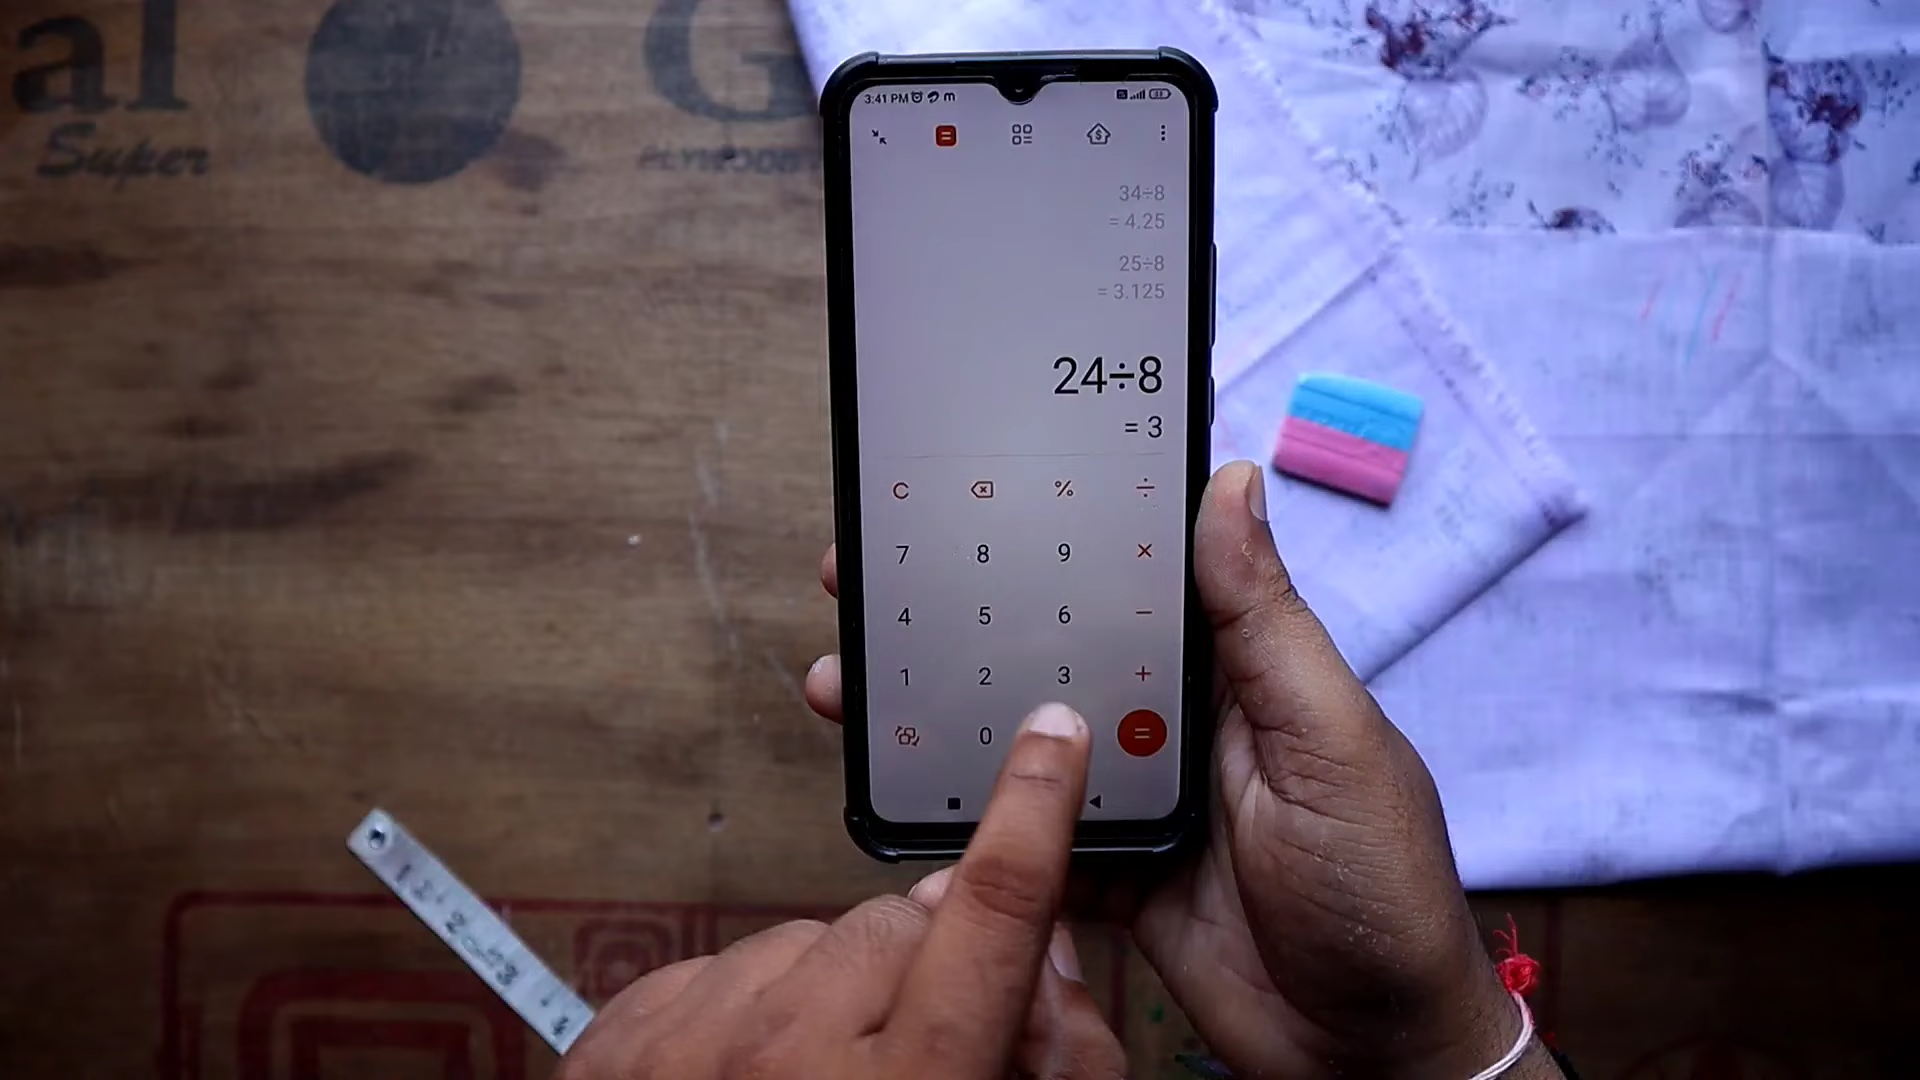 al
Super
G
3:41 PM
34÷8
= 4.25
25÷8
= 3.125
24÷8
= 3
C % ÷
7 8 9 ×
4 5 6 −
1 2 3 +
0 =